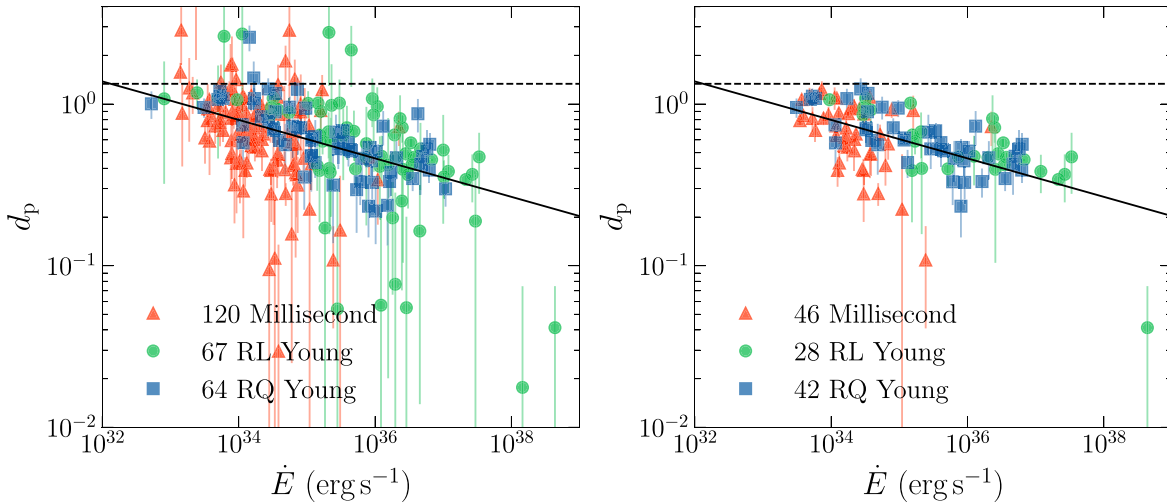 10^0
10^{-1}
10^{-2}
d_p
120 Millisecond
67 RL Young
64 RQ Young
10^{32} 10^{34} 10^{36} 10^{38}
Ė (erg s^{-1})
10^0
10^{-1}
10^{-2}
d_p
46 Millisecond
28 RL Young
42 RQ Young
10^{32} 10^{34} 10^{36} 10^{38}
Ė (erg s^{-1})